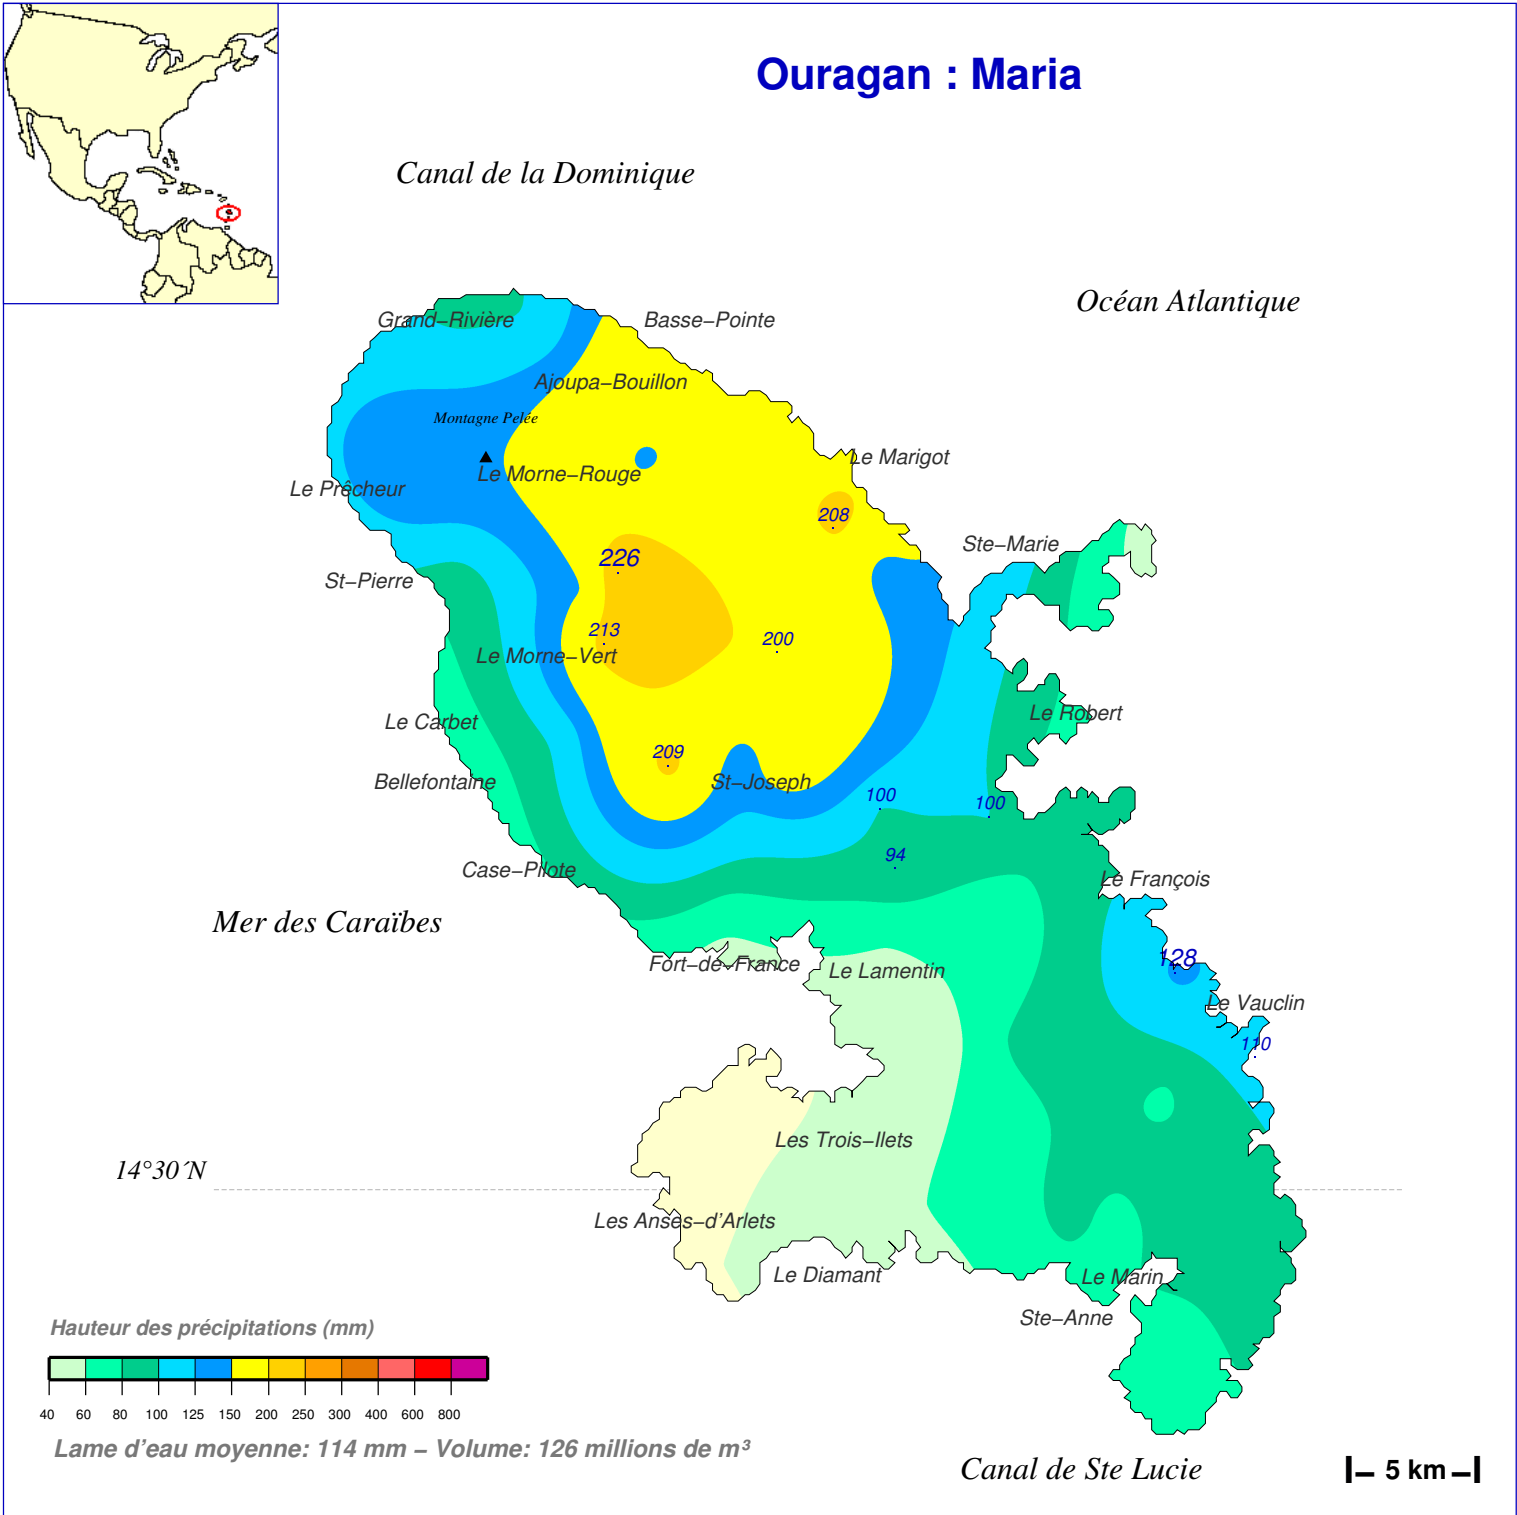 Ouragan : Maria
Canal de la Dominique
Océan Atlantique
Grand−Rivière
Basse−Pointe
Ajoupa−Bouillon
Montagne Pelée
Le Marigot
Le Morne−Rouge
Le Prêcheur
208
Ste−Marie
226
St−Pierre
213
200
Le Morne−Vert
Le Robert
Le Carbet
209
Bellefontaine
St−Joseph
100
100
94
Case−Pilote
Le François
Mer des Caraïbes
128
Fort−de−France
Le Lamentin
Le Vauclin
110
Les Trois−Ilets
14°30´N
Les Anses−d’Arlets
Le Diamant
Le Marin
Ste−Anne
Hauteur des précipitations (mm)
40 60 80 100 125 150 200 250 300 400 600 800
Lame d’eau moyenne: 114 mm − Volume: 126 millions de m³
Canal de Ste Lucie
5 km